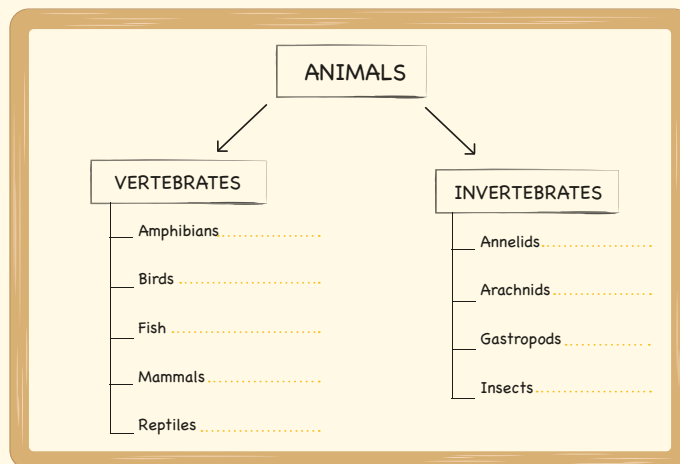 ANIMALS
VERTEBRATES
Amphibians
Birds
Fish
Mammals
Reptiles
INVERTEBRATES
Annelids
Arachnids
Gastropods
Insects